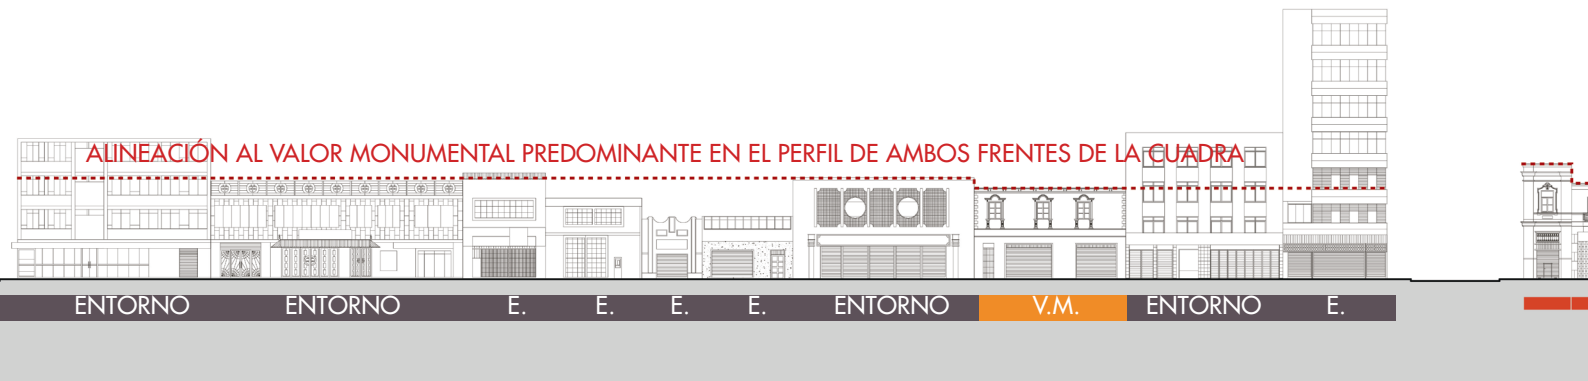 ALINEACIÓN AL VALOR MONUMENTAL PREDOMINANTE EN EL PERFIL DE AMBOS FRENTES DE LA CUADRA
ENTORNO ENTORNO E. E. E. E. ENTORNO V.M. ENTORNO E.